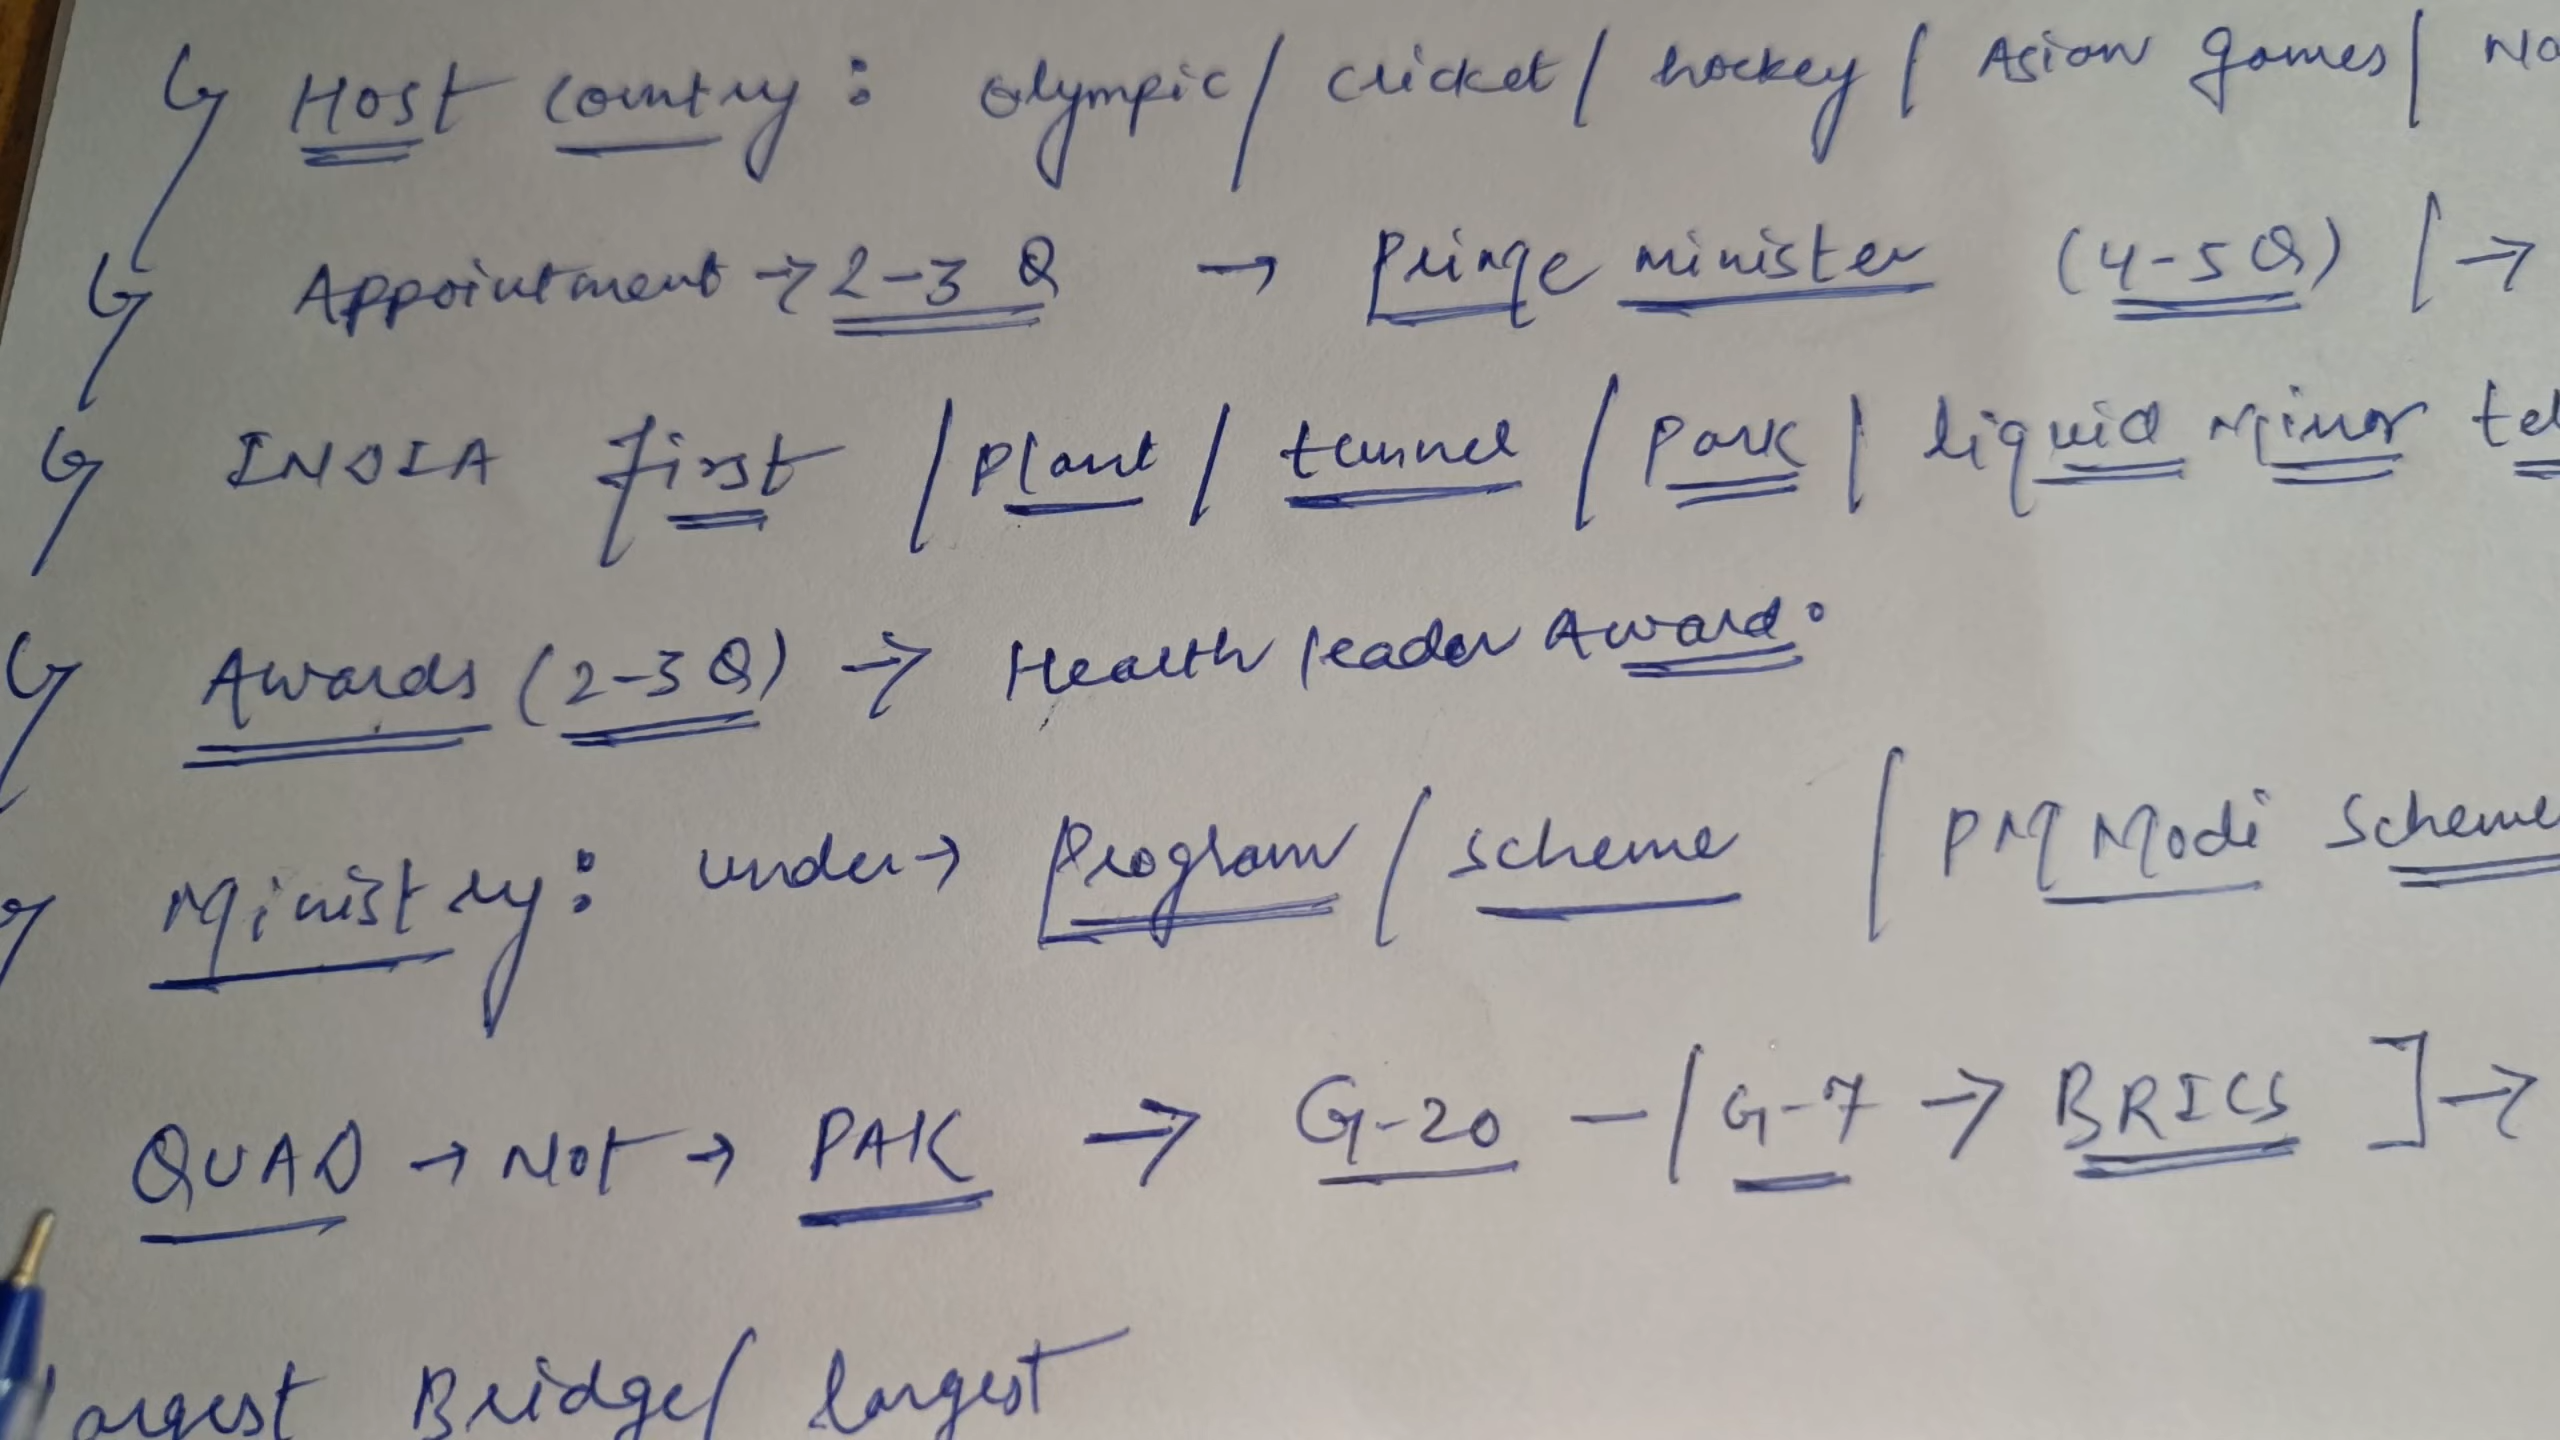 Host country : Olympic / cricket / hockey / Asian games /
Appointment → 2-3 Q → Prime minister (4-5 Q) / →
INDIA first / plant / tunnel / park / liquid Mirror
Awards (2-3 Q) → Health leader Award:
Ministry : under → Program / scheme / PM Modi Scheme
QUAD → Not → PAK → G-20 - / G-7 → BRICS ] →
largest Bridge / largest